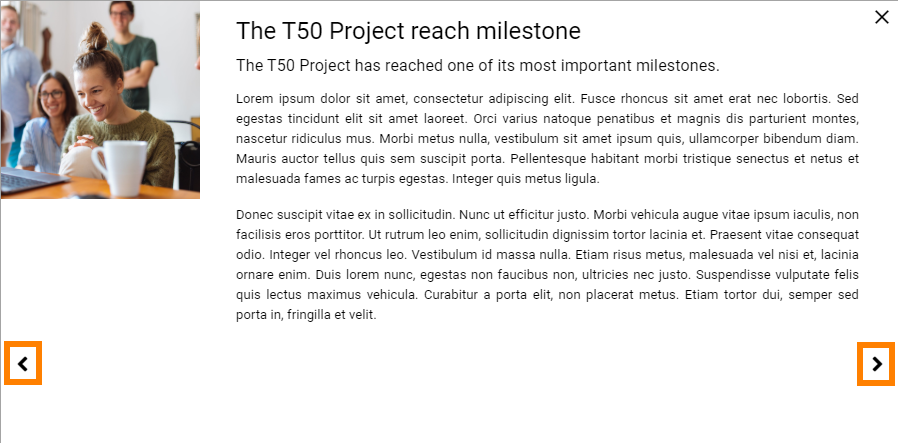 The T50 Project reach milestone
The T50 Project has reached one of its most important milestones.
Lorem ipsum dolor sit amet, consectetur adipiscing elit. Fusce rhoncus sit amet erat nec lobortis. Sed
egestas tincidunt elit sit amet laoreet. Orci varius natoque penatibus et magnis dis parturient montes,
nascetur ridiculus mus. Morbi metus nulla, vestibulum sit amet ipsum quis, ullamcorper bibendum diam.
Mauris auctor tellus quis sem suscipit porta. Pellentesque habitant morbi tristique senectus et netus et
malesuada fames ac turpis egestas. Integer quis metus ligula.
Donec suscipit vitae ex in sollicitudin. Nunc ut efficitur justo. Morbi vehicula augue vitae ipsum iaculis, non
facilisis eros porttitor. Ut rutrum leo enim, sollicitudin dignissim tortor lacinia et. Praesent vitae consequat
odio. Integer vel rhoncus leo. Vestibulum id massa nulla. Etiam risus metus, malesuada vel nisi et, lacinia
ornare enim. Duis lorem nunc, egestas non faucibus non, ultricies nec justo. Suspendisse vulputate felis
quis lectus maximus vehicula. Curabitur a porta elit, non placerat metus. Etiam tortor dui, semper sed
porta in, fringilla et velit.